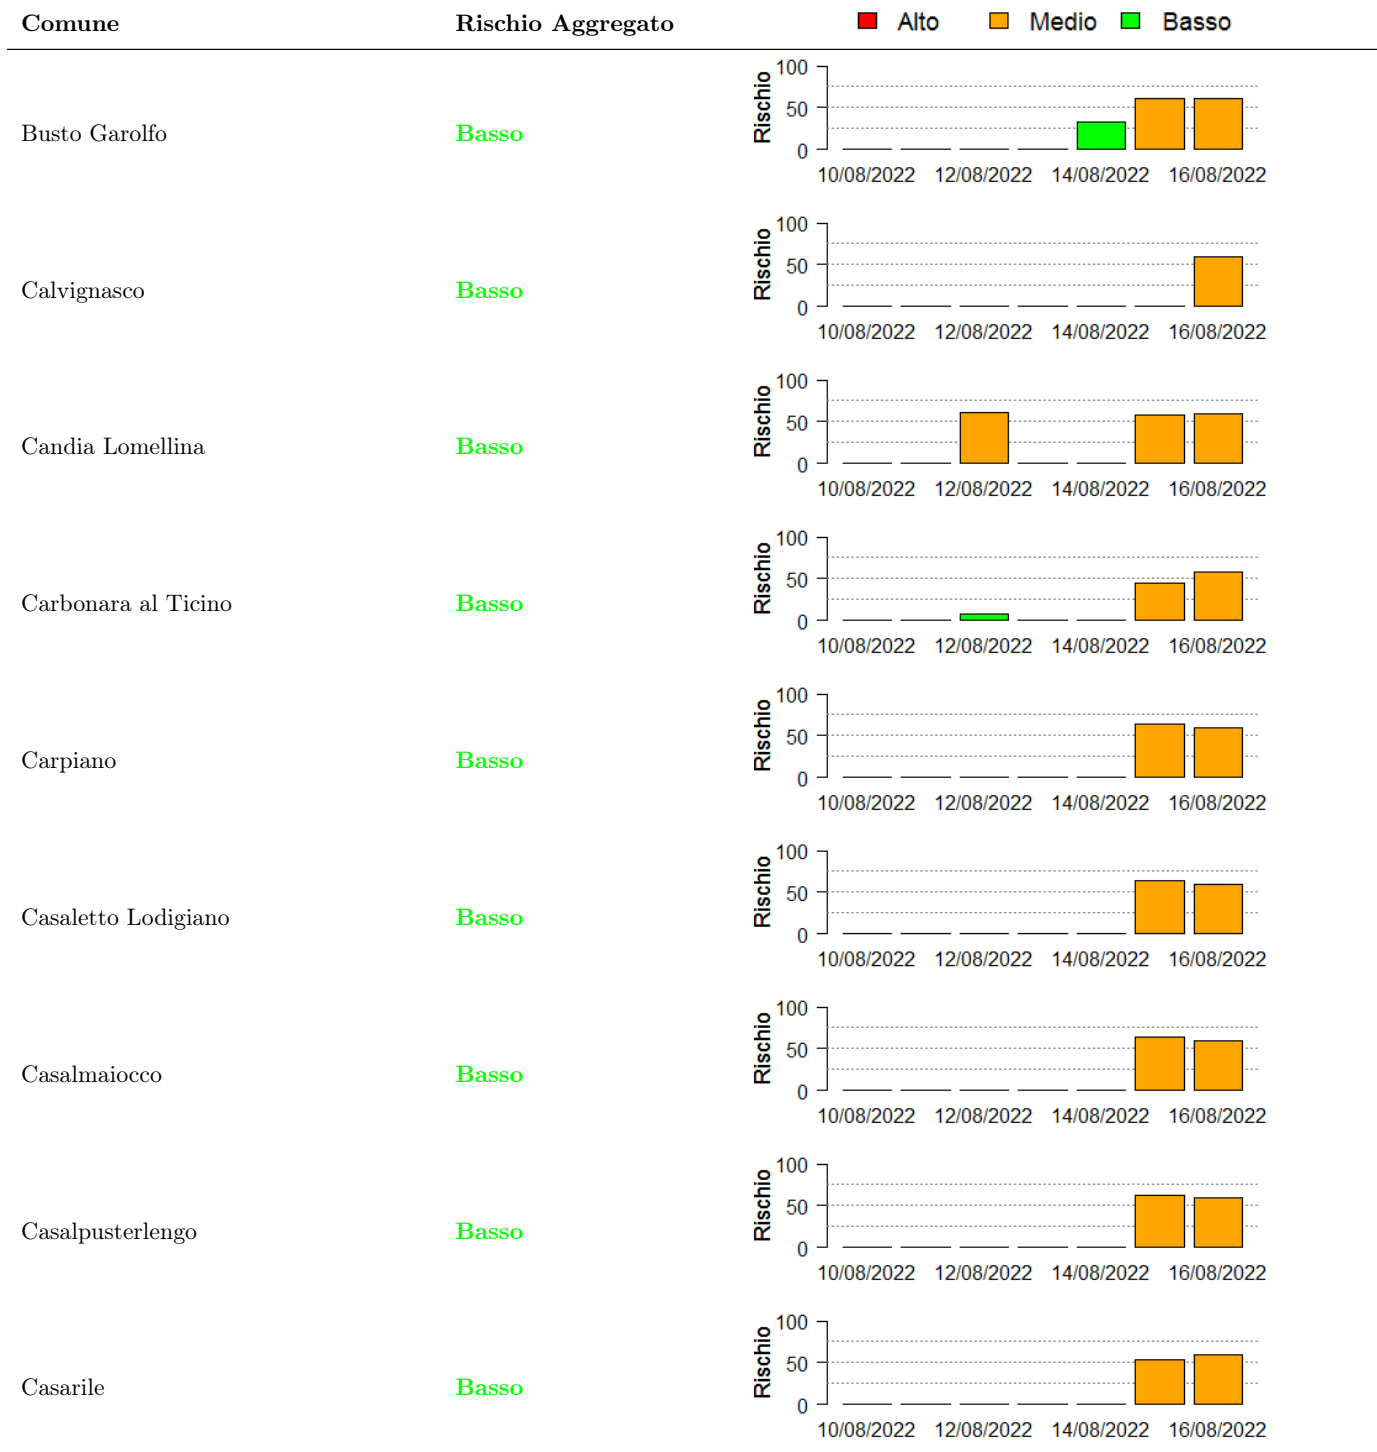 Comune Rischio Aggregato Alto Medio Basso
Busto Garolfo Basso
Rischio
100
50
0
10/08/2022 12/08/2022 14/08/2022 16/08/2022
Calvignasco Basso
Rischio
100
50
0
10/08/2022 12/08/2022 14/08/2022 16/08/2022
Candia Lomellina Basso
Rischio
100
50
0
10/08/2022 12/08/2022 14/08/2022 16/08/2022
Carbonara al Ticino Basso
Rischio
100
50
0
10/08/2022 12/08/2022 14/08/2022 16/08/2022
Carpiano Basso
Rischio
100
50
0
10/08/2022 12/08/2022 14/08/2022 16/08/2022
Casaletto Lodigiano Basso
Rischio
100
50
0
10/08/2022 12/08/2022 14/08/2022 16/08/2022
Casalmaiocco Basso
Rischio
100
50
0
10/08/2022 12/08/2022 14/08/2022 16/08/2022
Casalpusterlengo Basso
Rischio
100
50
0
10/08/2022 12/08/2022 14/08/2022 16/08/2022
Casarile Basso
Rischio
100
50
0
10/08/2022 12/08/2022 14/08/2022 16/08/2022